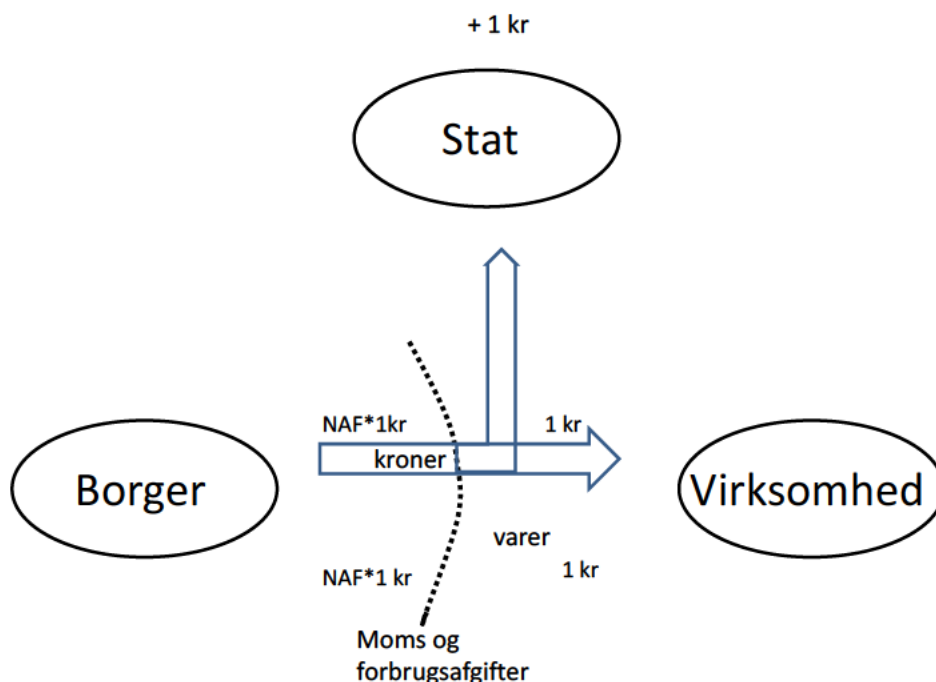 + 1 kr
Stat
NAF*1kr
1 kr
kroner
Borger
Virksomhed
varer
NAF*1 kr
1 kr
Moms og
forbrugsafgifter